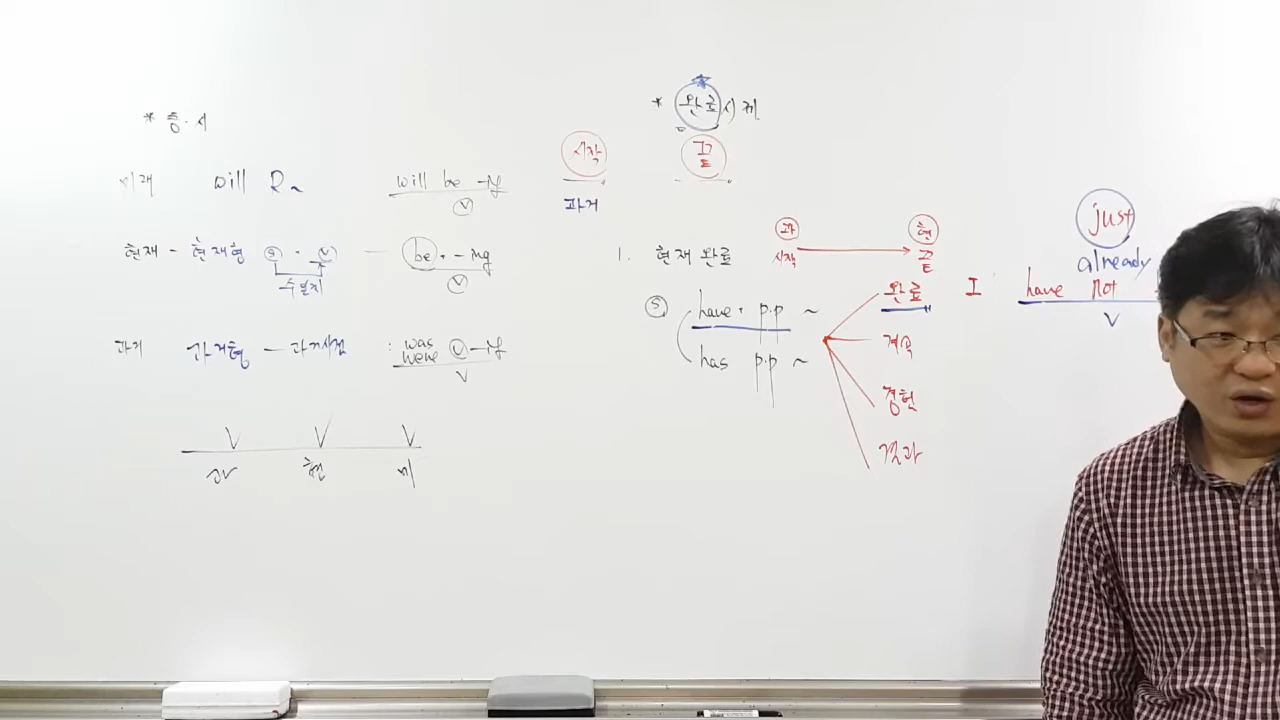 미래 will R~ will be -ing
V
현재 - 현재형 S · V - be · -ing
수일치 V
과거 과거형 - 과거시점 : was were V -ing
V
V V V
과 현 미
* 완료시제
시작 끝
과거
1. 현재 완료
과 시작 → 현 끝
S have · p.p ~
has p.p ~
완료
계속
경험
결과
just
already
I have not
V